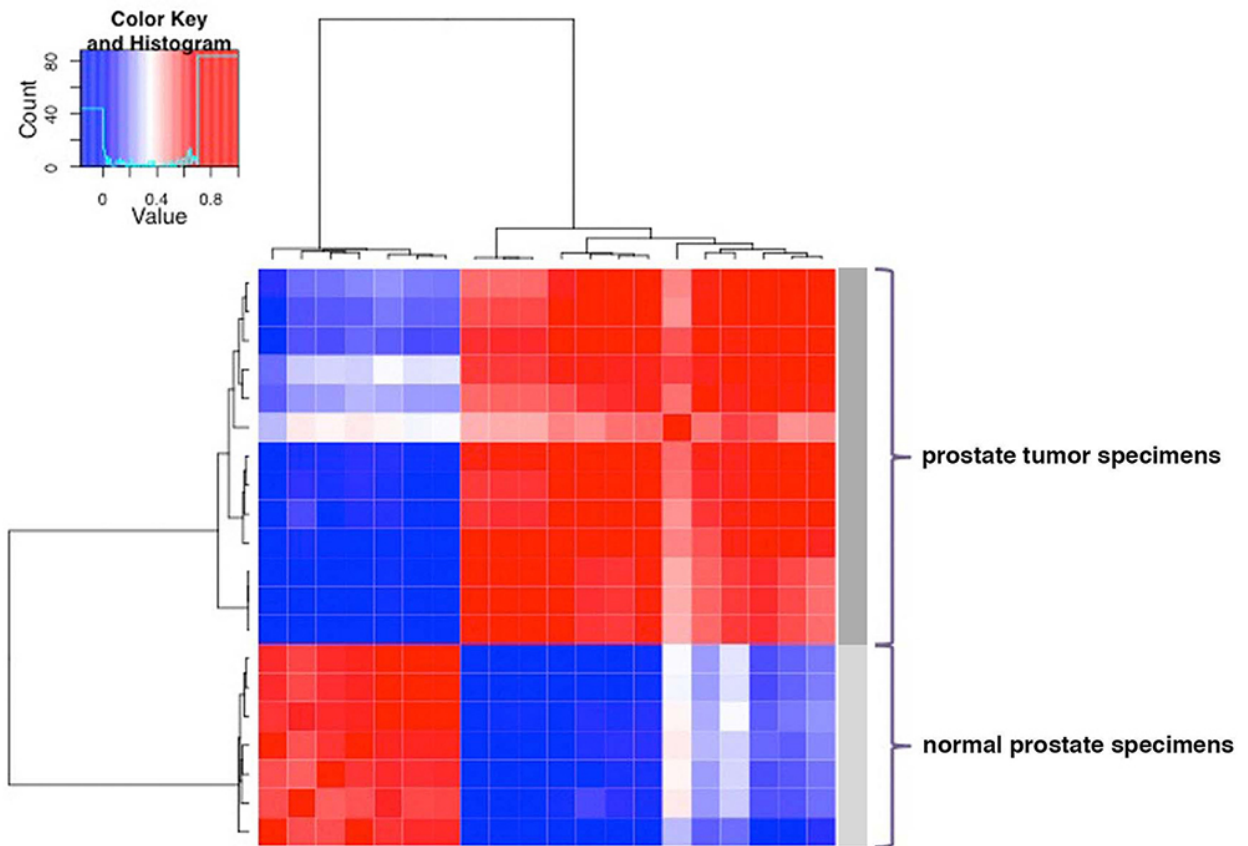 Color Key
and Histogram
Count
0
40
80
0
0.4
0.8
Value
prostate tumor specimens
normal prostate specimens